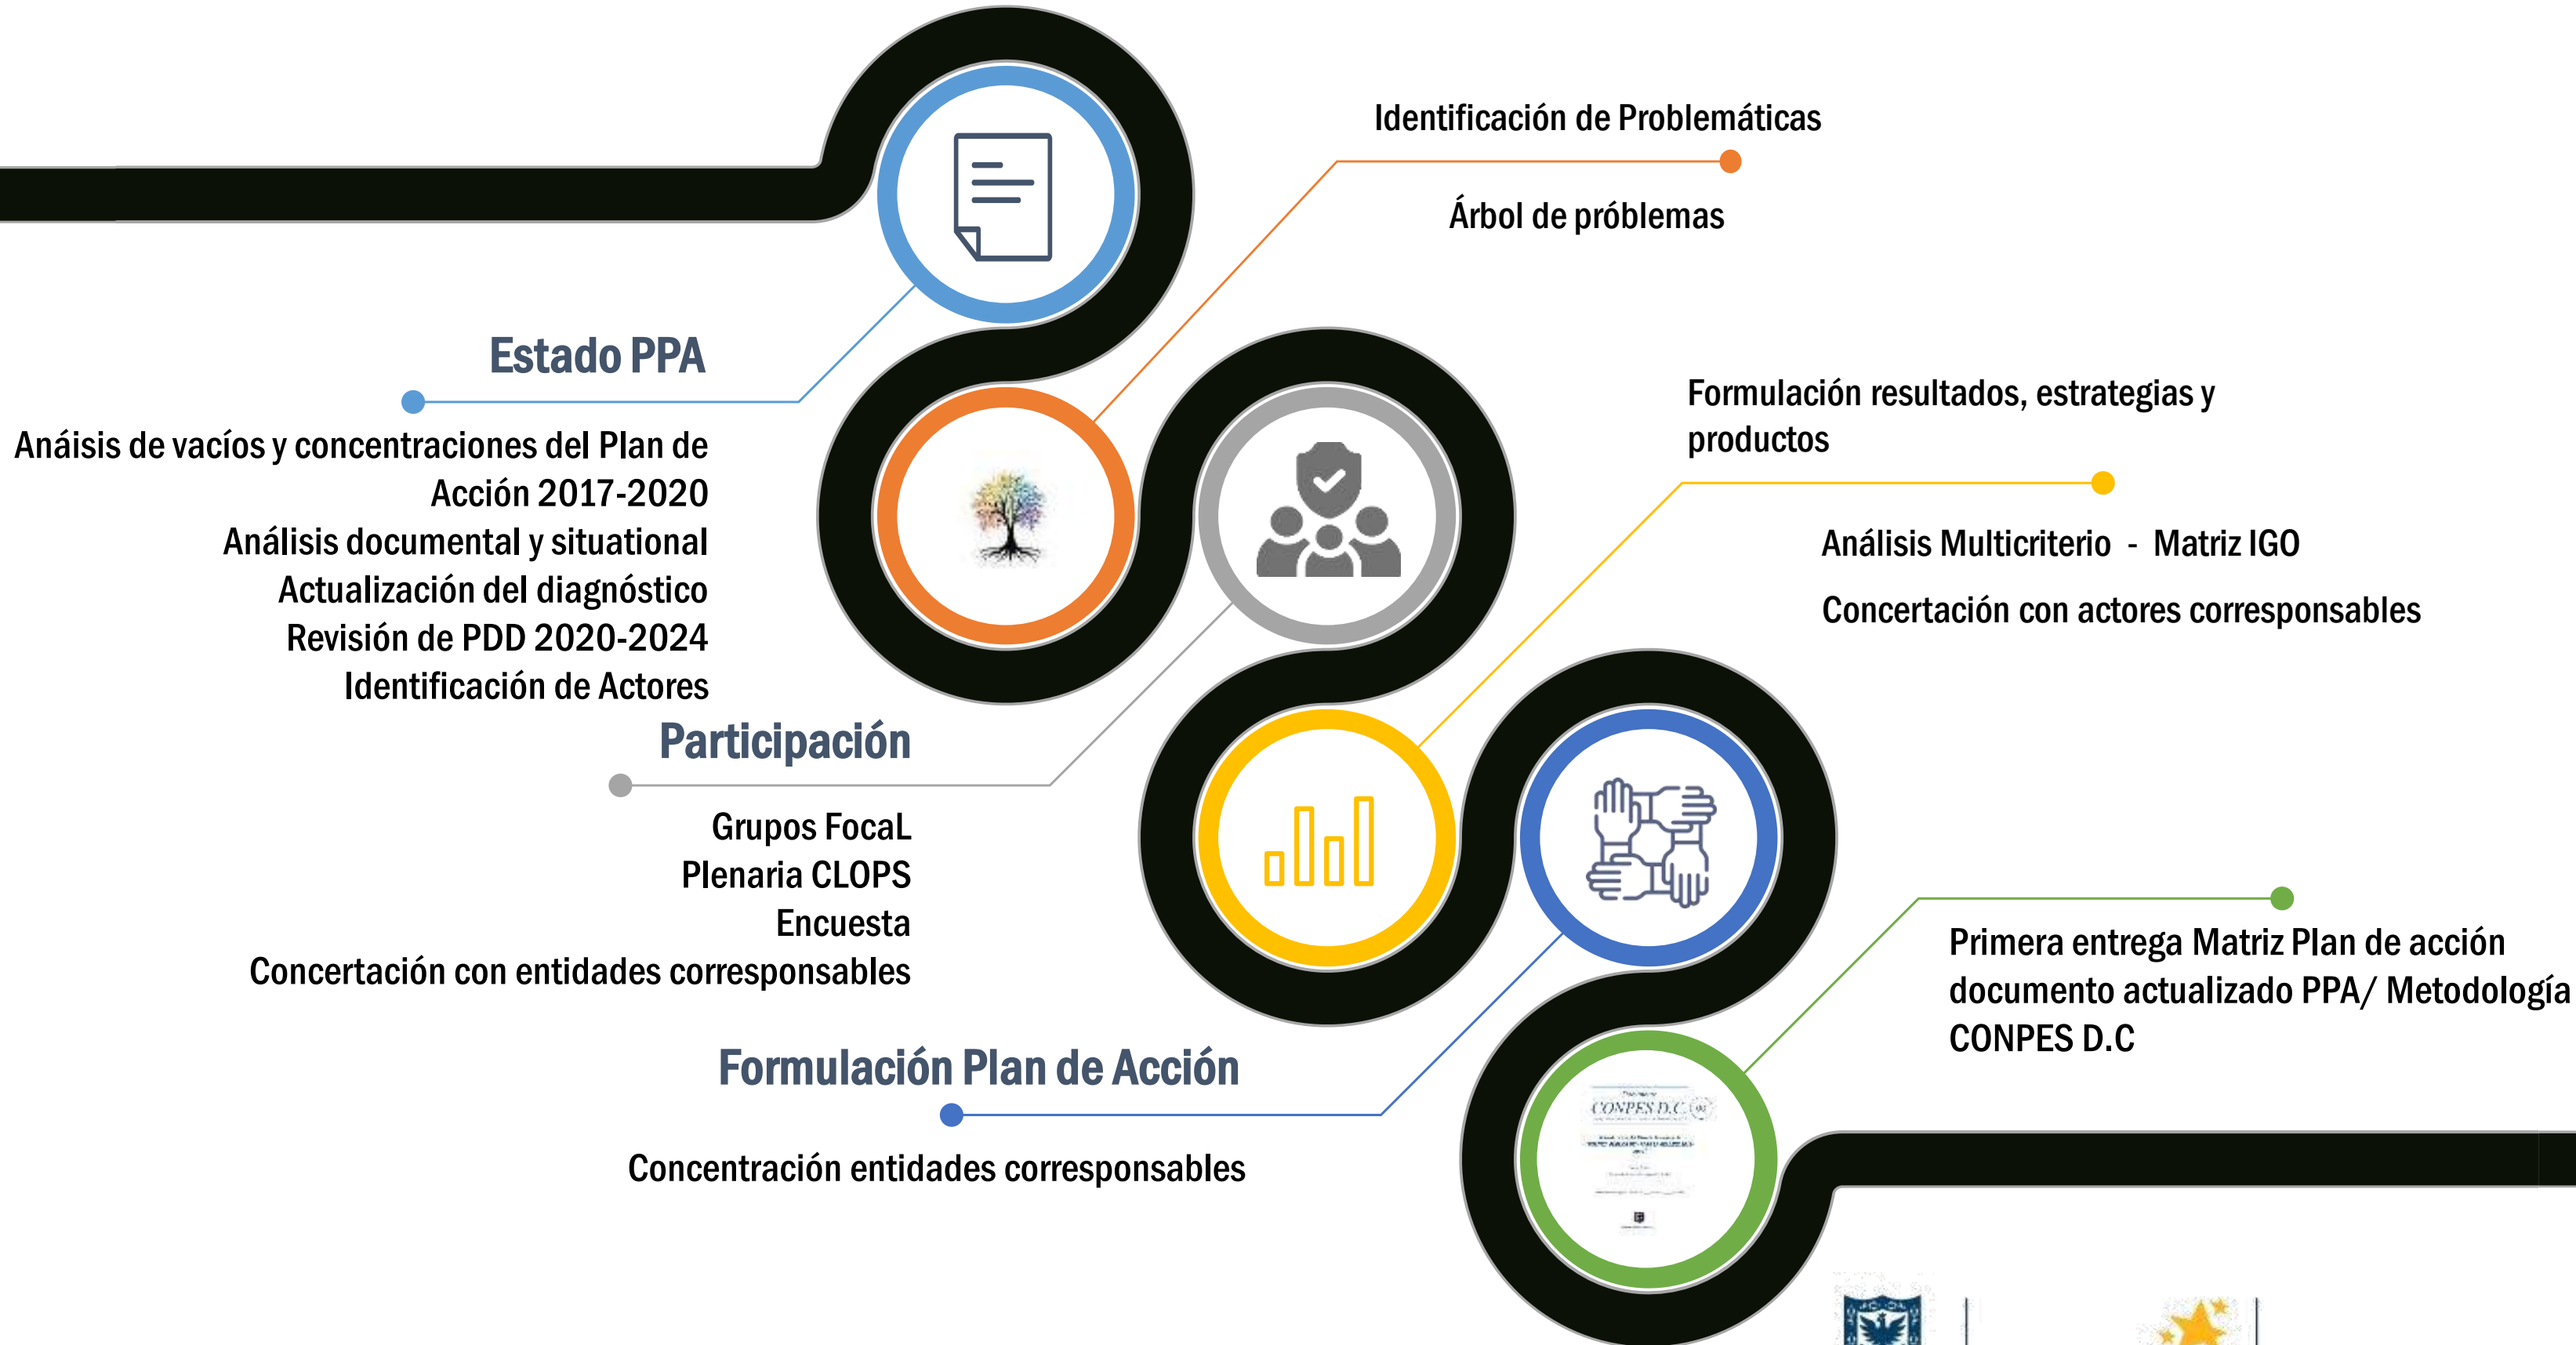 Estado PPA
Anáisis de vacíos y concentraciones del Plan de
Acción 2017-2020
Análisis documental y situational
Actualización del diagnóstico
Revisión de PDD 2020-2024
Identificación de Actores
Identificación de Problemáticas
Árbol de próblemas
Participación
Grupos FocaL
Plenaria CLOPS
Encuesta
Concertación con entidades corresponsables
Formulación resultados, estrategias y
productos
Análisis Multicriterio - Matriz IGO
Concertación con actores corresponsables
Formulación Plan de Acción
Concentración entidades corresponsables
Primera entrega Matriz Plan de acción
documento actualizado PPA/ Metodología
CONPES D.C
CONPES D.C.